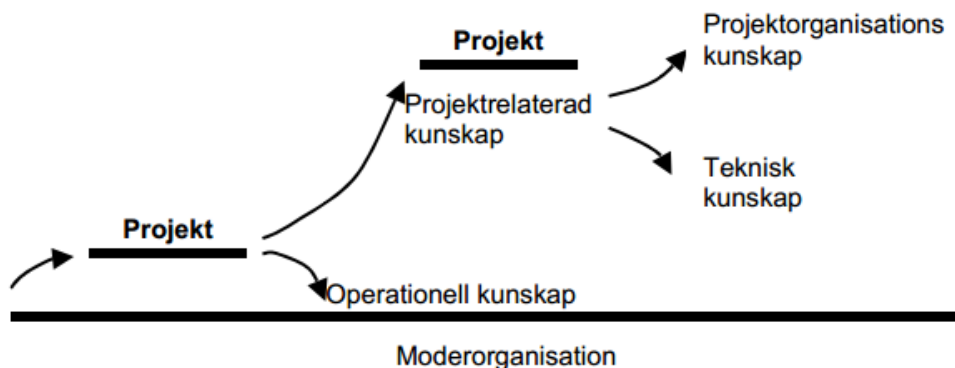 Projekt
Projektorganisations
kunskap
Projektrelaterad
kunskap
Teknisk
kunskap
Projekt
Operationell kunskap
Moderorganisation